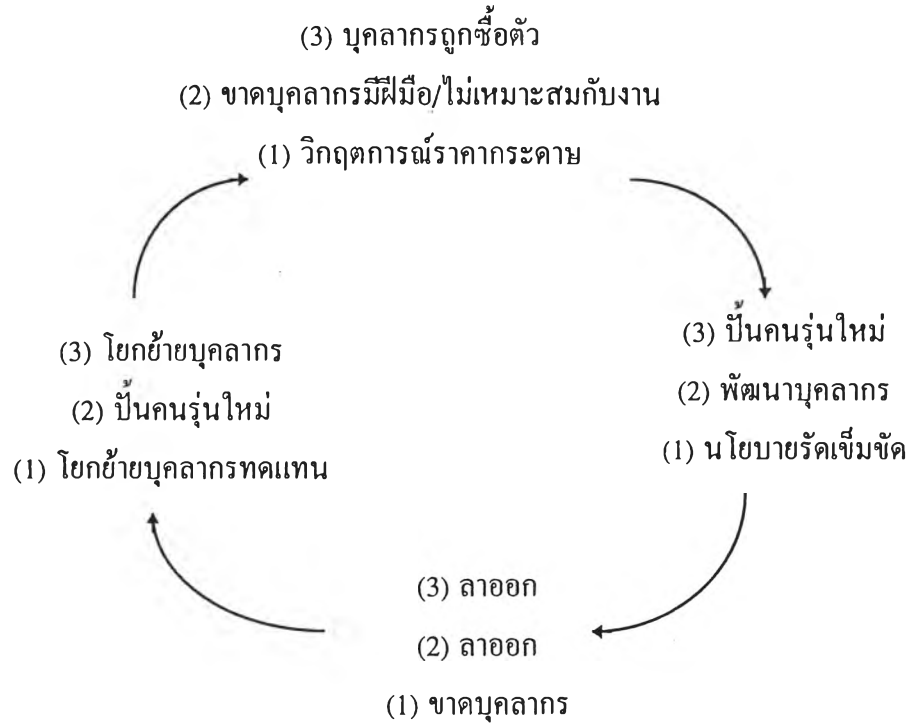 (3) บุคลากรถูกซื้อตัว
(2) ขาดบุคลากรมีฝีมือ/ไม่เหมาะสมกับงาน
(1) วิกฤตการณ์ราคากระดาษ
(3) ปั้นคนรุ่นใหม่
(2) พัฒนาบุคลากร
(1) นโยบายรัดเข็มขัด
(3) ลาออก
(2) ลาออก
(1) ขาดบุคลากร
(3) โยกย้ายบุคลากร
(2) ปั้นคนรุ่นใหม่
(1) โยกย้ายบุคลากรทดแทน